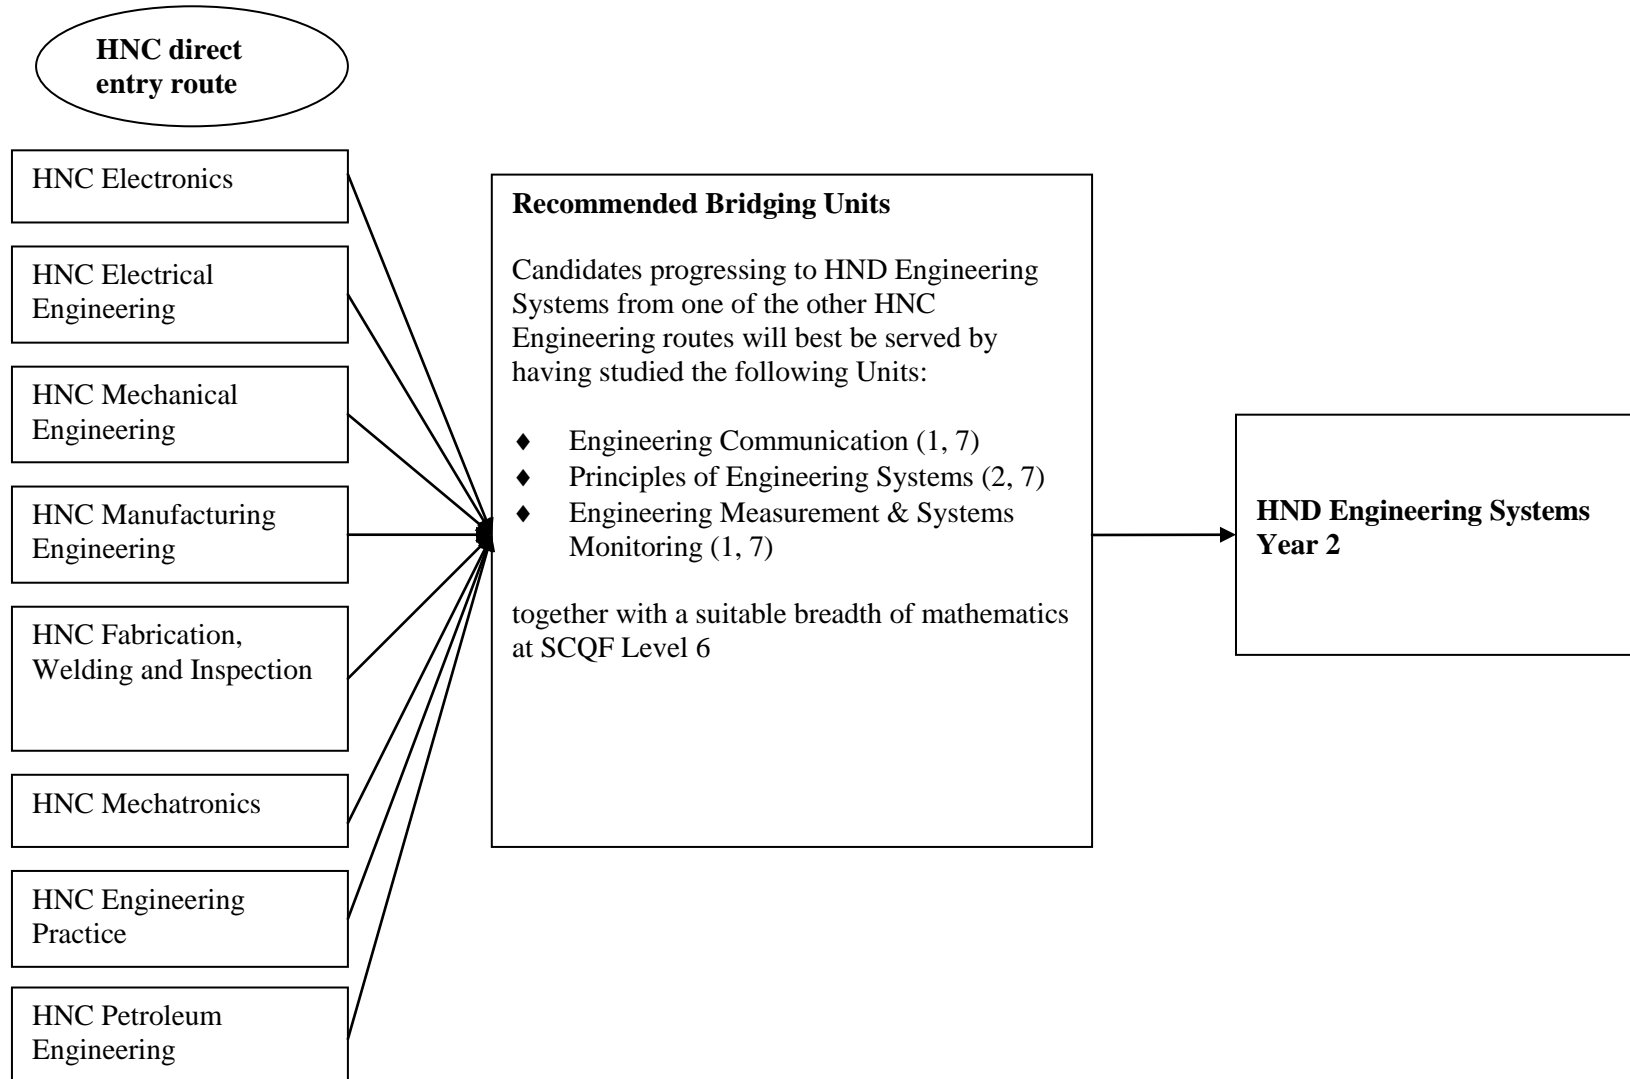 HNC direct
entry route
HNC Electronics
HNC Electrical
Engineering
HNC Mechanical
Engineering
HNC Manufacturing
Engineering
HNC Fabrication,
Welding and Inspection
HNC Mechatronics
HNC Engineering
Practice
HNC Petroleum
Engineering
Recommended Bridging Units
Candidates progressing to HND Engineering
Systems from one of the other HNC
Engineering routes will best be served by
having studied the following Units:
♦ Engineering Communication (1, 7)
♦ Principles of Engineering Systems (2, 7)
♦ Engineering Measurement & Systems
Monitoring (1, 7)
together with a suitable breadth of mathematics
at SCQF Level 6
HND Engineering Systems
Year 2